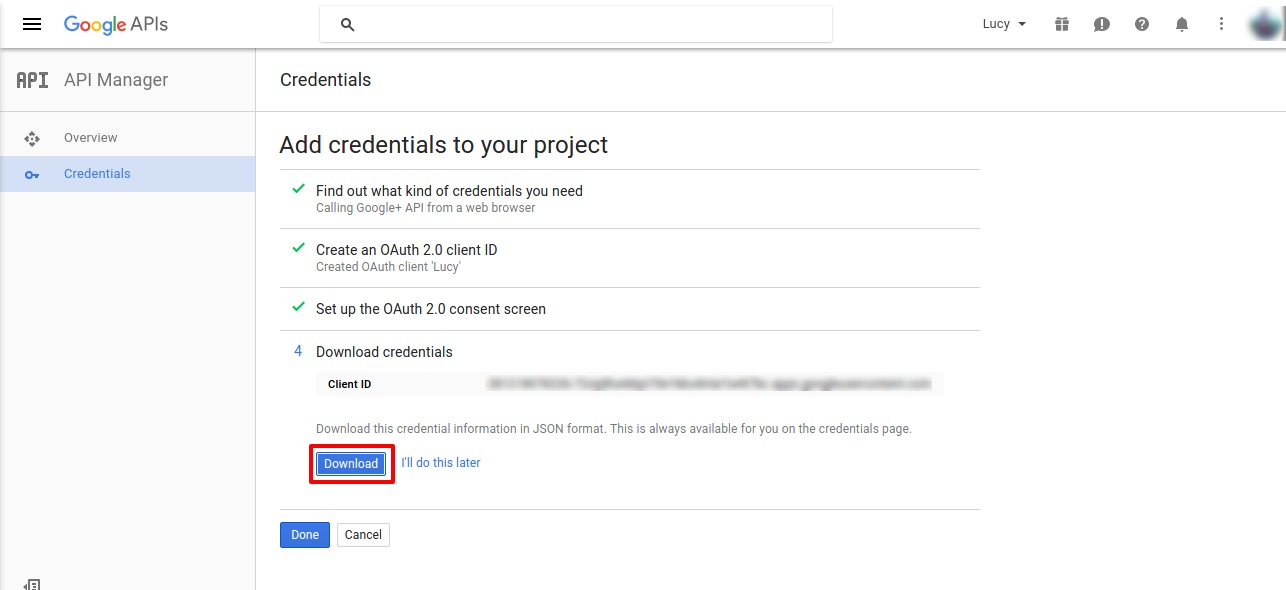 Google APIs
Lucy
API API Manager
Credentials
Overview
Credentials
Add credentials to your project
Find out what kind of credentials you need
Calling Google+ API from a web browser
Create an OAuth 2.0 client ID
Created OAuth client 'Lucy'
Set up the OAuth 2.0 consent screen
4 Download credentials
Client ID
Download this credential information in JSON format. This is always available for you on the credentials page.
Download I'll do this later
Done Cancel